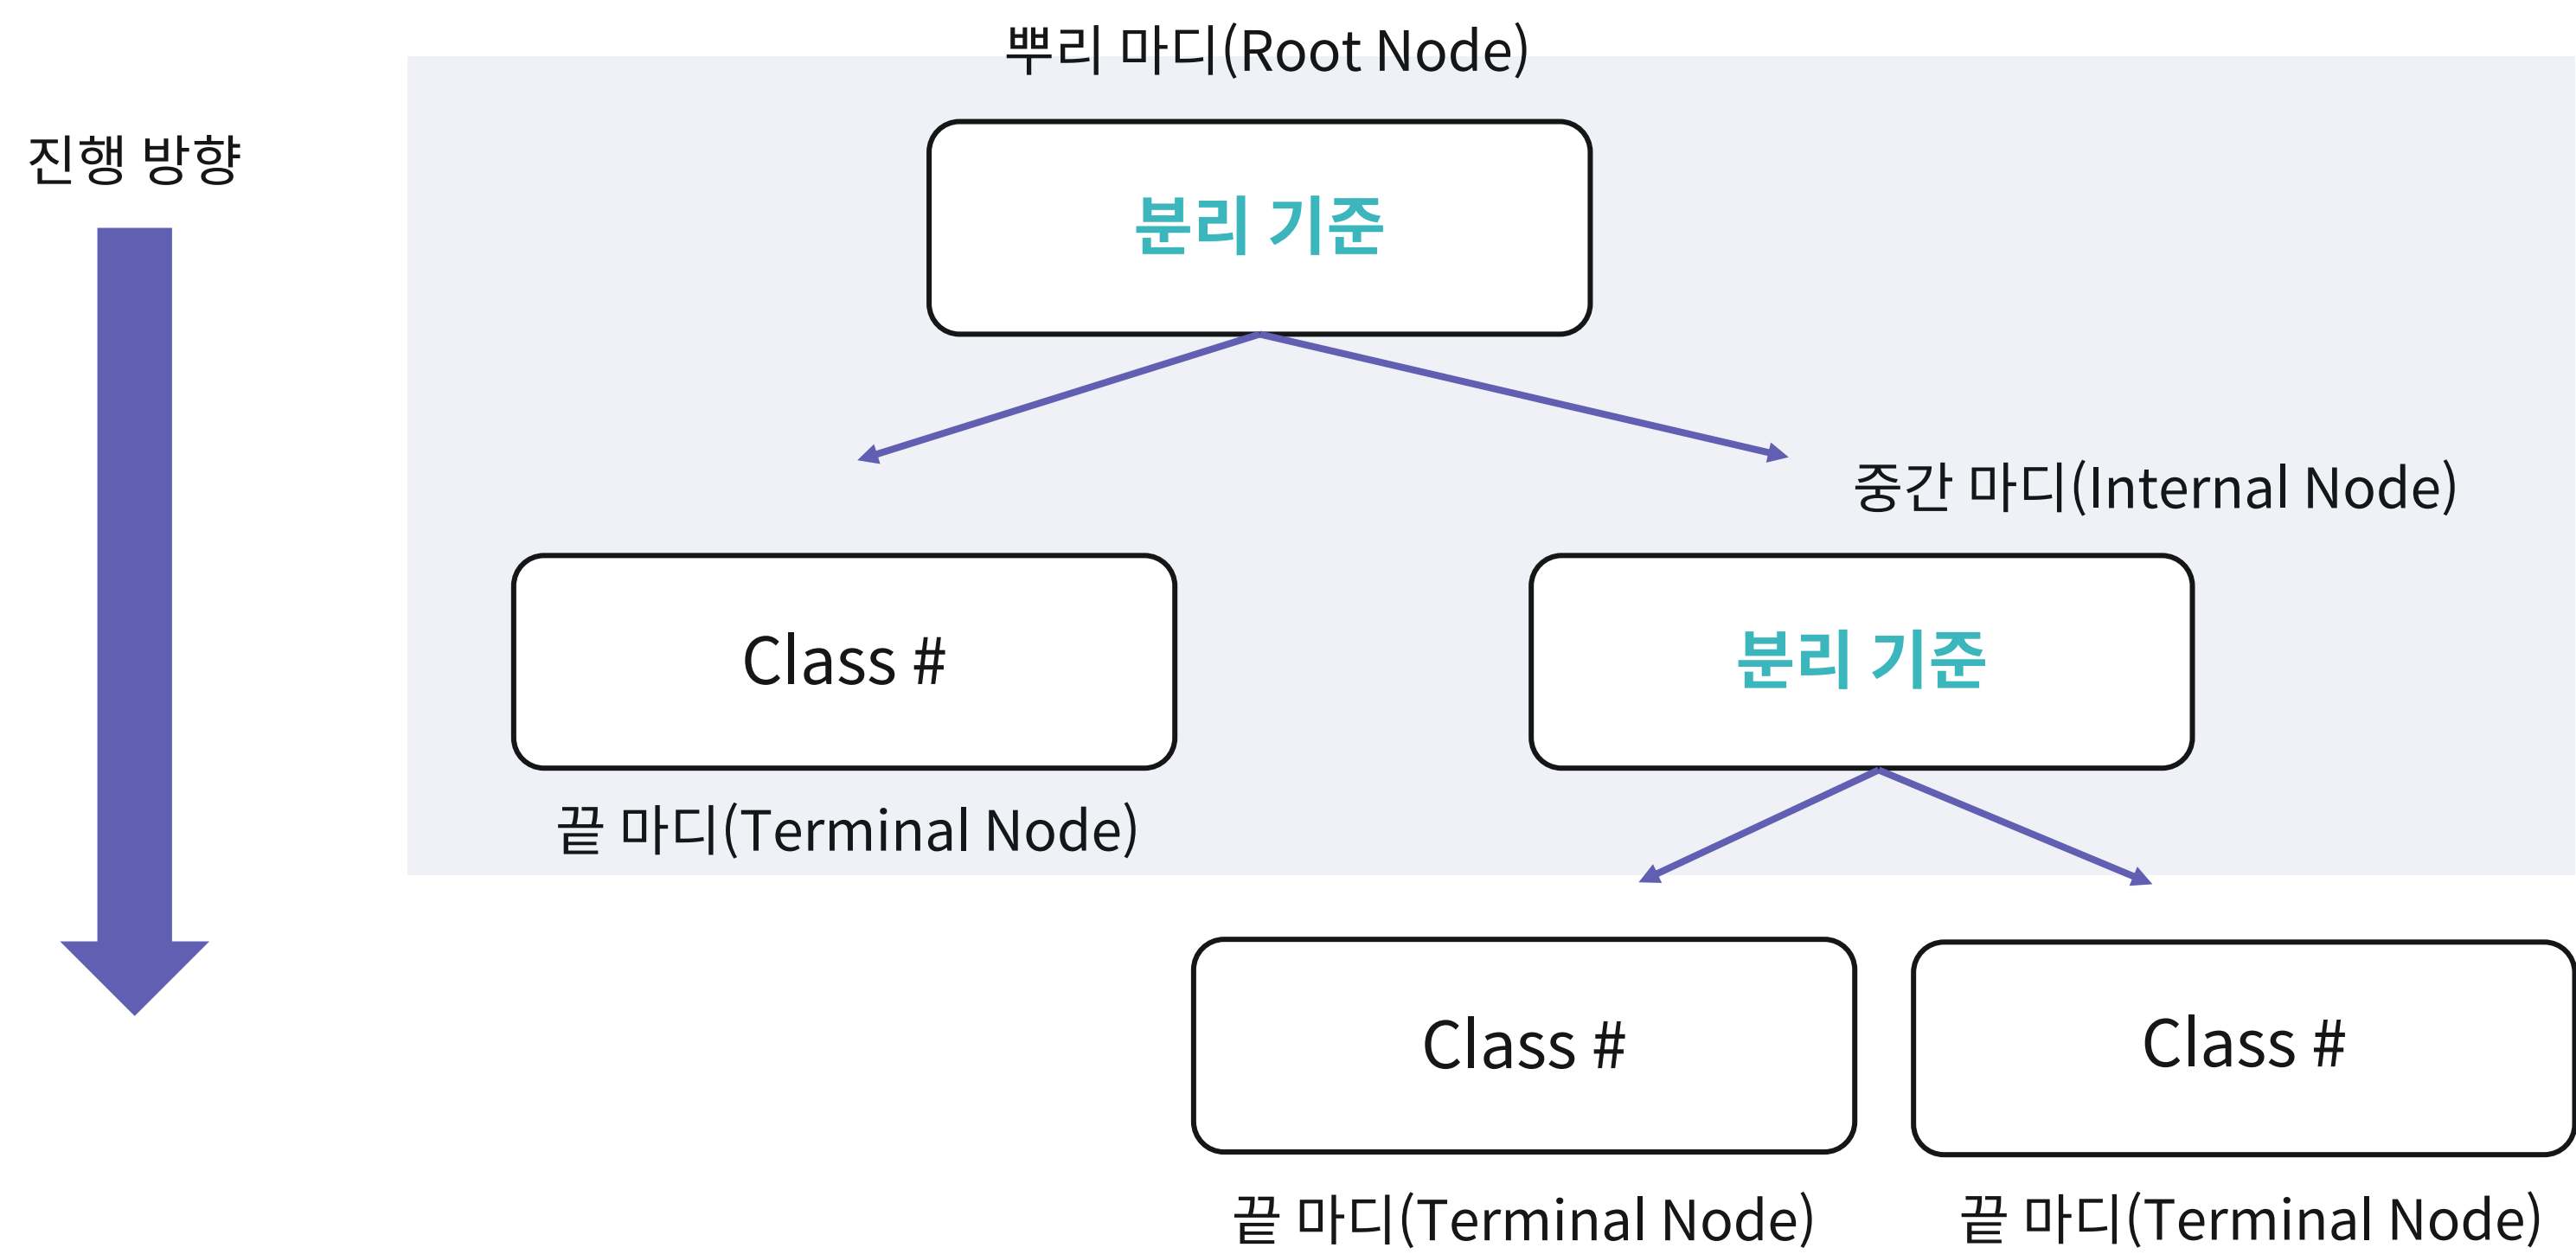 뿌리 마디(Root Node)
진행 방향
분리 기준
중간 마디(Internal Node)
Class #
분리 기준
끝 마디(Terminal Node)
Class #
Class #
끝 마디(Terminal Node)
끝 마디(Terminal Node)